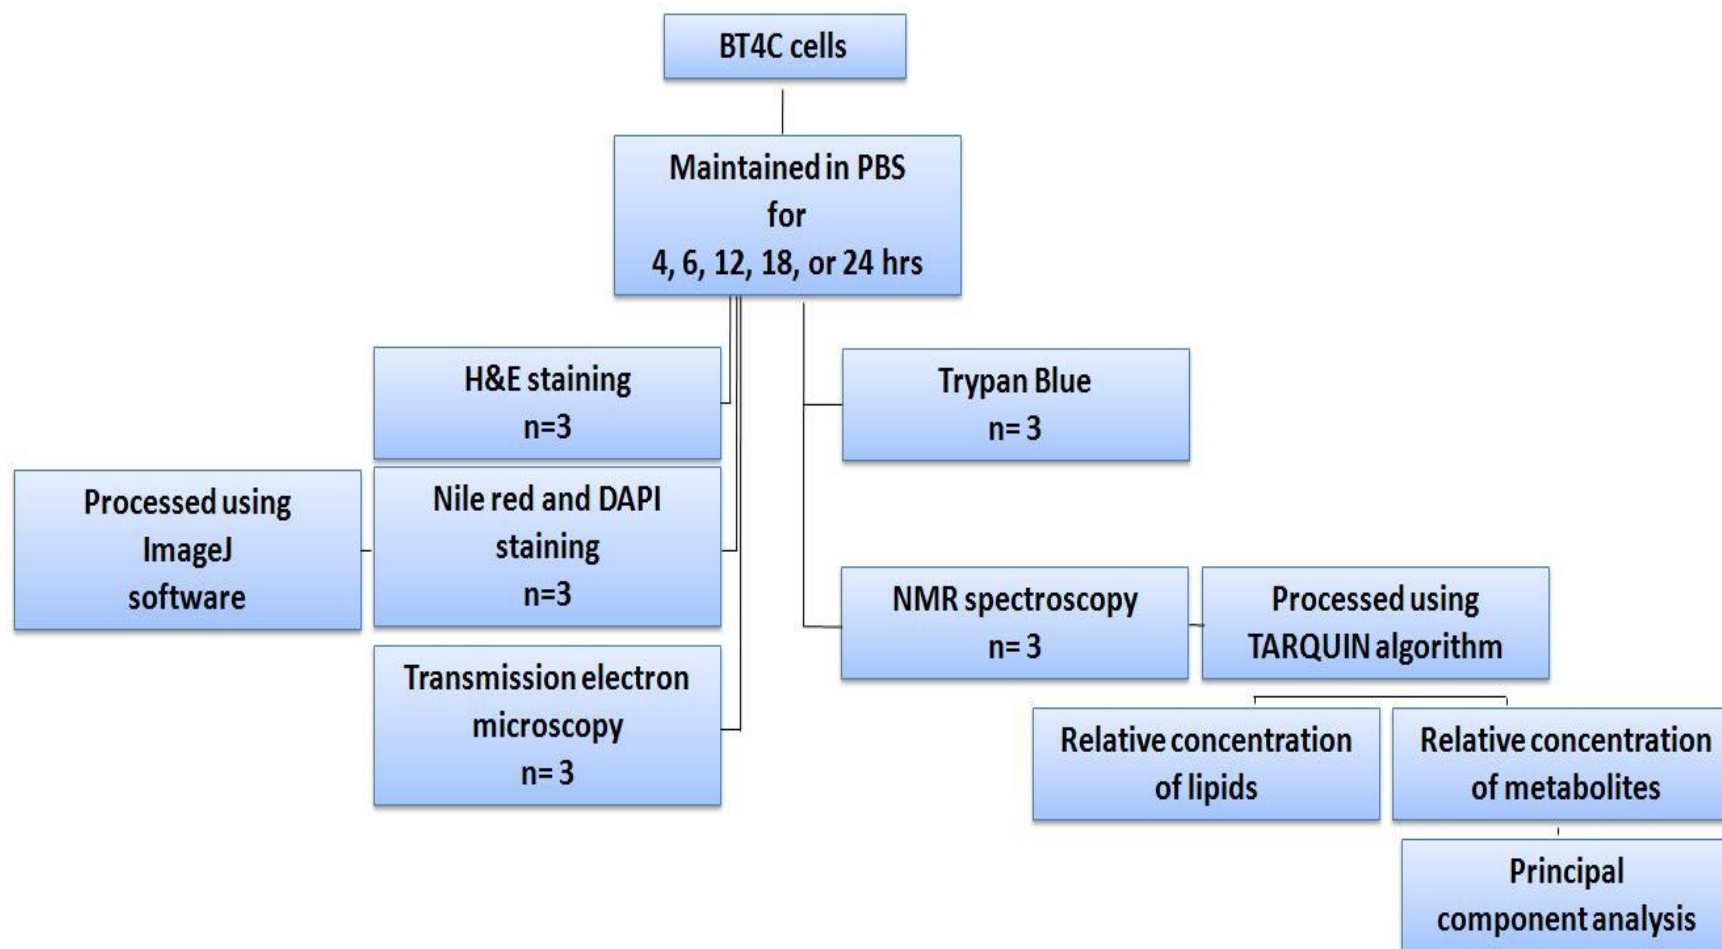 BT4C cells
Maintained in PBS
for
4, 6, 12, 18, or 24 hrs
H&E staining
n=3
Trypan Blue
n= 3
Processed using
ImageJ
software
Nile red and DAPI
staining
n=3
NMR spectroscopy
n= 3
Processed using
TARQUIN algorithm
Transmission electron
microscopy
n= 3
Relative concentration
of lipids
Relative concentration
of metabolites
Principal
component analysis